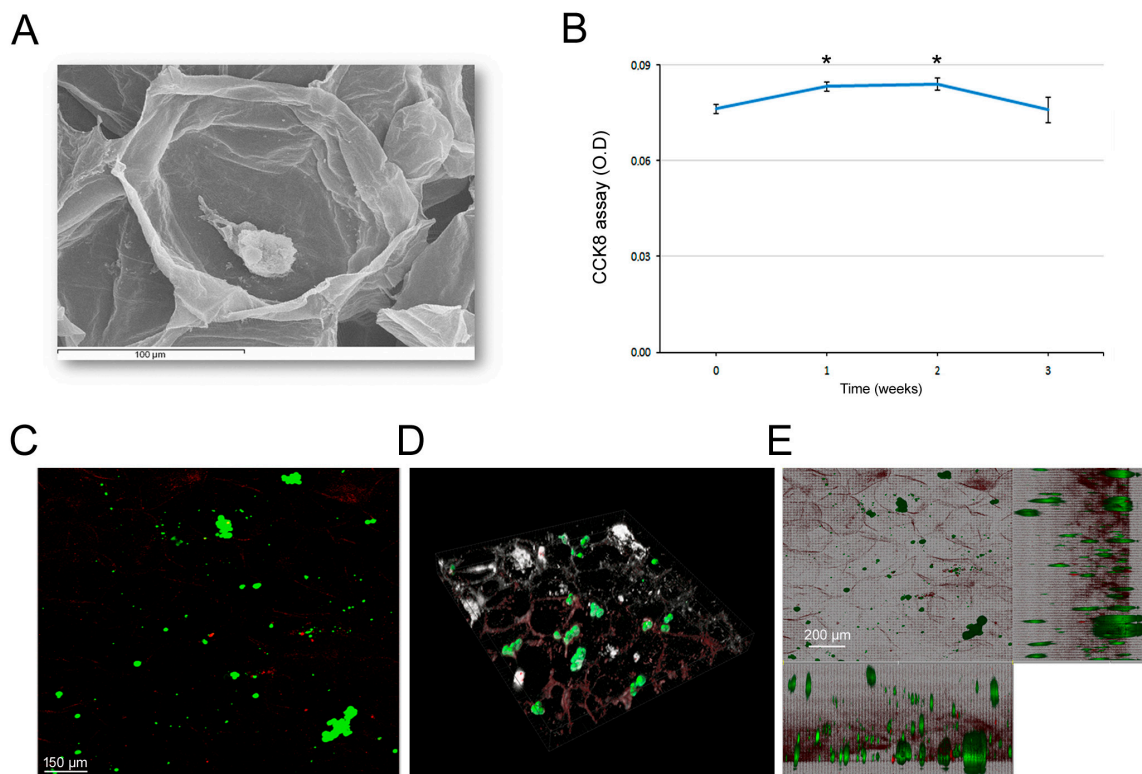 A
100 µm
B
* *
0.09
0.06
0.03
0.00
CCK8 assay (O.D)
0 1 2 3
Time (weeks)
C
150 µm
D
E
200 µm